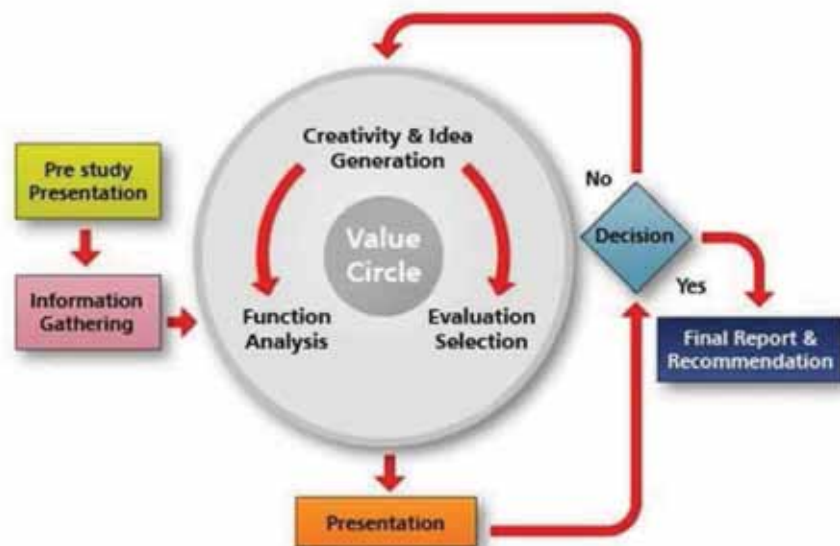 Pre study
Presentation
Information
Gathering
Creativity & Idea
Generation
Value
Circle
Function
Analysis
Evaluation
Selection
Presentation
No
Decision
Yes
Final Report &
Recommendation